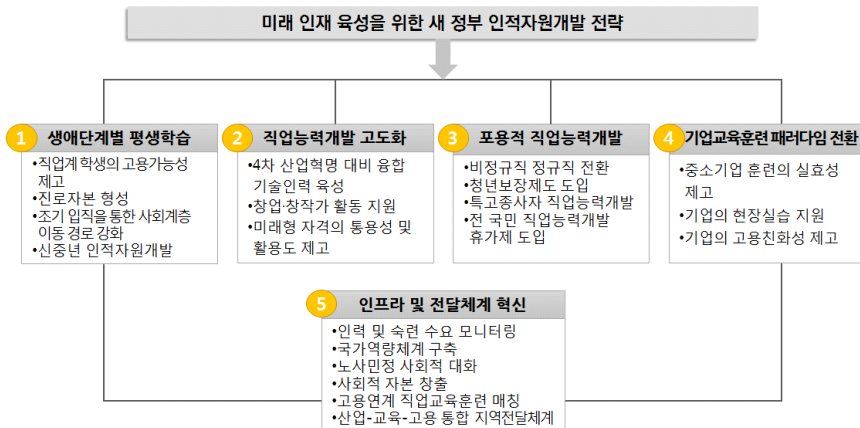 미래 인재 육성을 위한 새 정부 인적자원개발 전략
1 생애단계별 평생학습
•직업계 학생의 고용가능성
제고
•진로자본 형성
•조기 입직을 통한 사회계층
이동 경로 강화
•신중년 인적자원개발
2 직업능력개발 고도화
•4차 산업혁명 대비 융합
기술인력 육성
•창업·창작가 활동 지원
•미래형 자격의 통용성 및
활용도 제고
3 포용적 직업능력개발
•비정규직 정규직 전환
•청년보장제도 도입
•특고종사자 직업능력개발
•전 국민 직업능력개발
휴가제 도입
4 기업교육훈련 패러다임 전환
•중소기업 훈련의 실효성
제고
•기업의 현장실습 지원
•기업의 고용친화성 제고
5 인프라 및 전달체계 혁신
•인력 및 숙련 수요 모니터링
•국가역량체계 구축
•노사민정 사회적 대화
•사회적 자본 창출
•고용연계 직업교육훈련 매칭
•산업-교육-고용 통합 지역전달체계